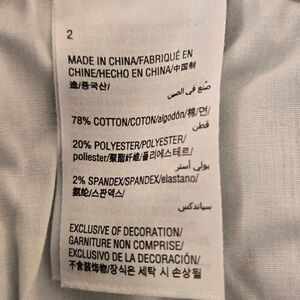 2
MADE IN CHINA/FABRIQUÉ EN
CHINE/HECHO EN CHINA/中国制
造/중국산/
صنع في الصين
78% COTTON/COTON/algodón/棉/면/
قطن
20% POLYESTER/POLYESTER/
poliester/聚酯纤维/폴리에스테르/
بولي أستر
2% SPANDEX/SPANDEX/elastano/
氨纶/스판덱스/
سباندكس
EXCLUSIVE OF DECORATION/
GARNITURE NON COMPRISE/
EXCLUSIVO DE LA DECORACIÓN/
不含装饰物/장식은 세탁 시 손상될